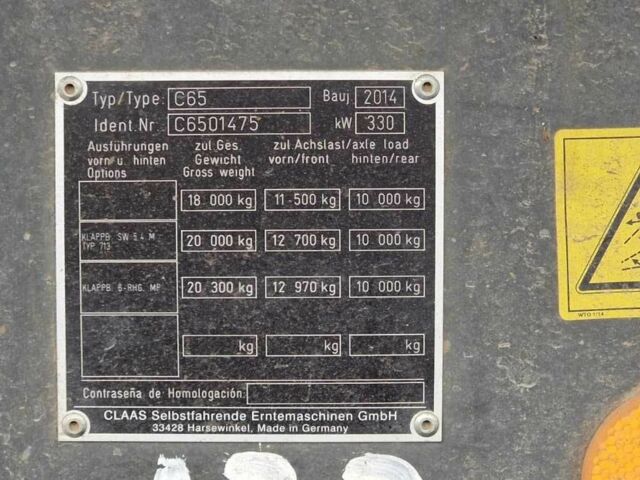 Typ/Type: C65 Bauj. 2014
Ident.Nr. C6501475 kW 330
Ausführungen vorn u. hinten Options
zul. Ges. Gewicht Gross weight
zul. Achslast/axle load vorn/front hinten/rear
18 000 kg 11 500 kg 10 000 kg
KLAPPB. SW 5,4 M TYP 713 20 000 kg 12 700 kg 10 000 kg
KLAPPB. 6-RHG. MP 20 300 kg 12 970 kg 10 000 kg
kg kg kg
Contraseña de Homologación:
CLAAS Selbstfahrende Erntemaschinen GmbH
33428 Harsewinkel, Made in Germany